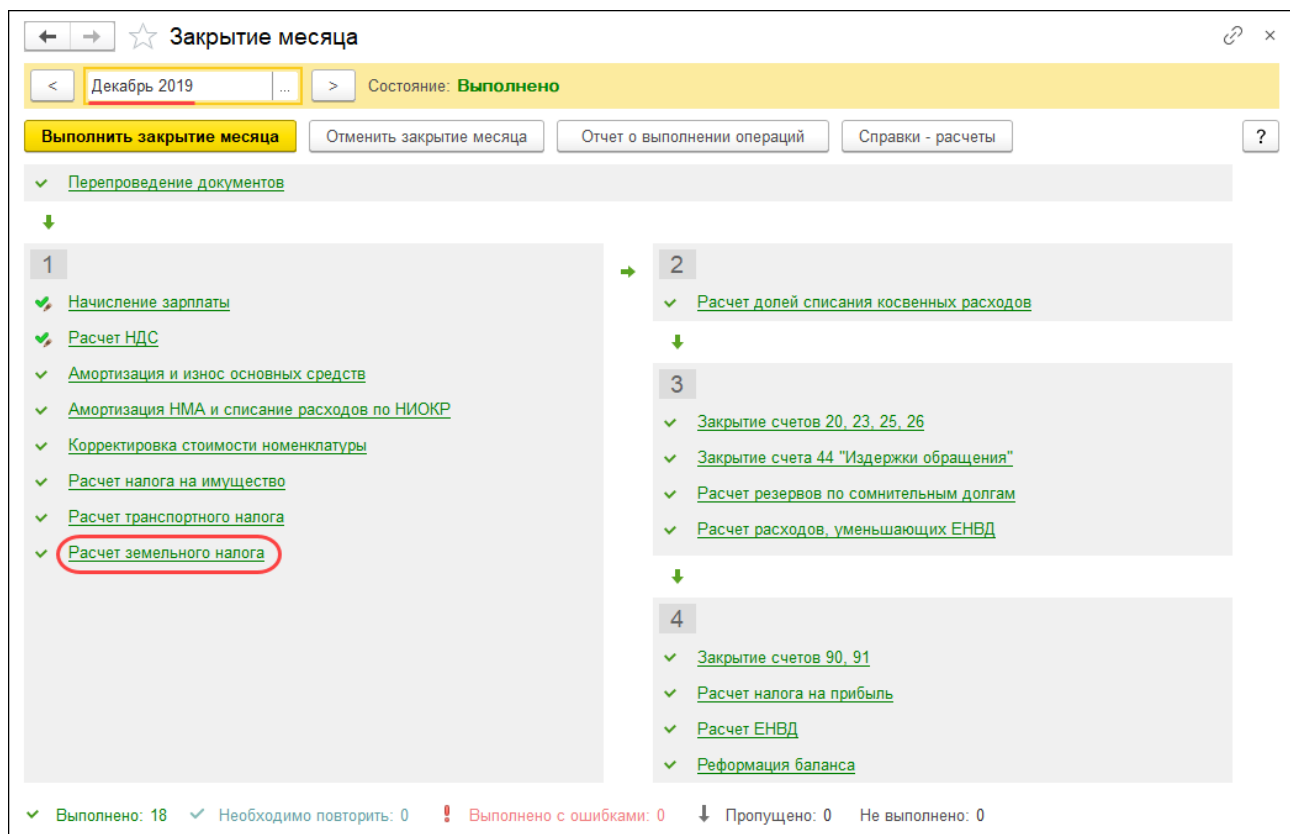 Закрытие месяца
< Декабрь 2019 ... > Состояние: Выполнено
Выполнить закрытие месяца Отменить закрытие месяца Отчет о выполнении операций Справки - расчеты ?
Перепроведение документов
1
Начисление зарплаты
Расчет НДС
Амортизация и износ основных средств
Амортизация НМА и списание расходов по НИОКР
Корректировка стоимости номенклатуры
Расчет налога на имущество
Расчет транспортного налога
Расчет земельного налога
2
Расчет долей списания косвенных расходов
3
Закрытие счетов 20, 23, 25, 26
Закрытие счета 44 "Издержки обращения"
Расчет резервов по сомнительным долгам
Расчет расходов, уменьшающих ЕНВД
4
Закрытие счетов 90, 91
Расчет налога на прибыль
Расчет ЕНВД
Реформация баланса
Выполнено: 18 Необходимо повторить: 0 Выполнено с ошибками: 0 Пропущено: 0 Не выполнено: 0